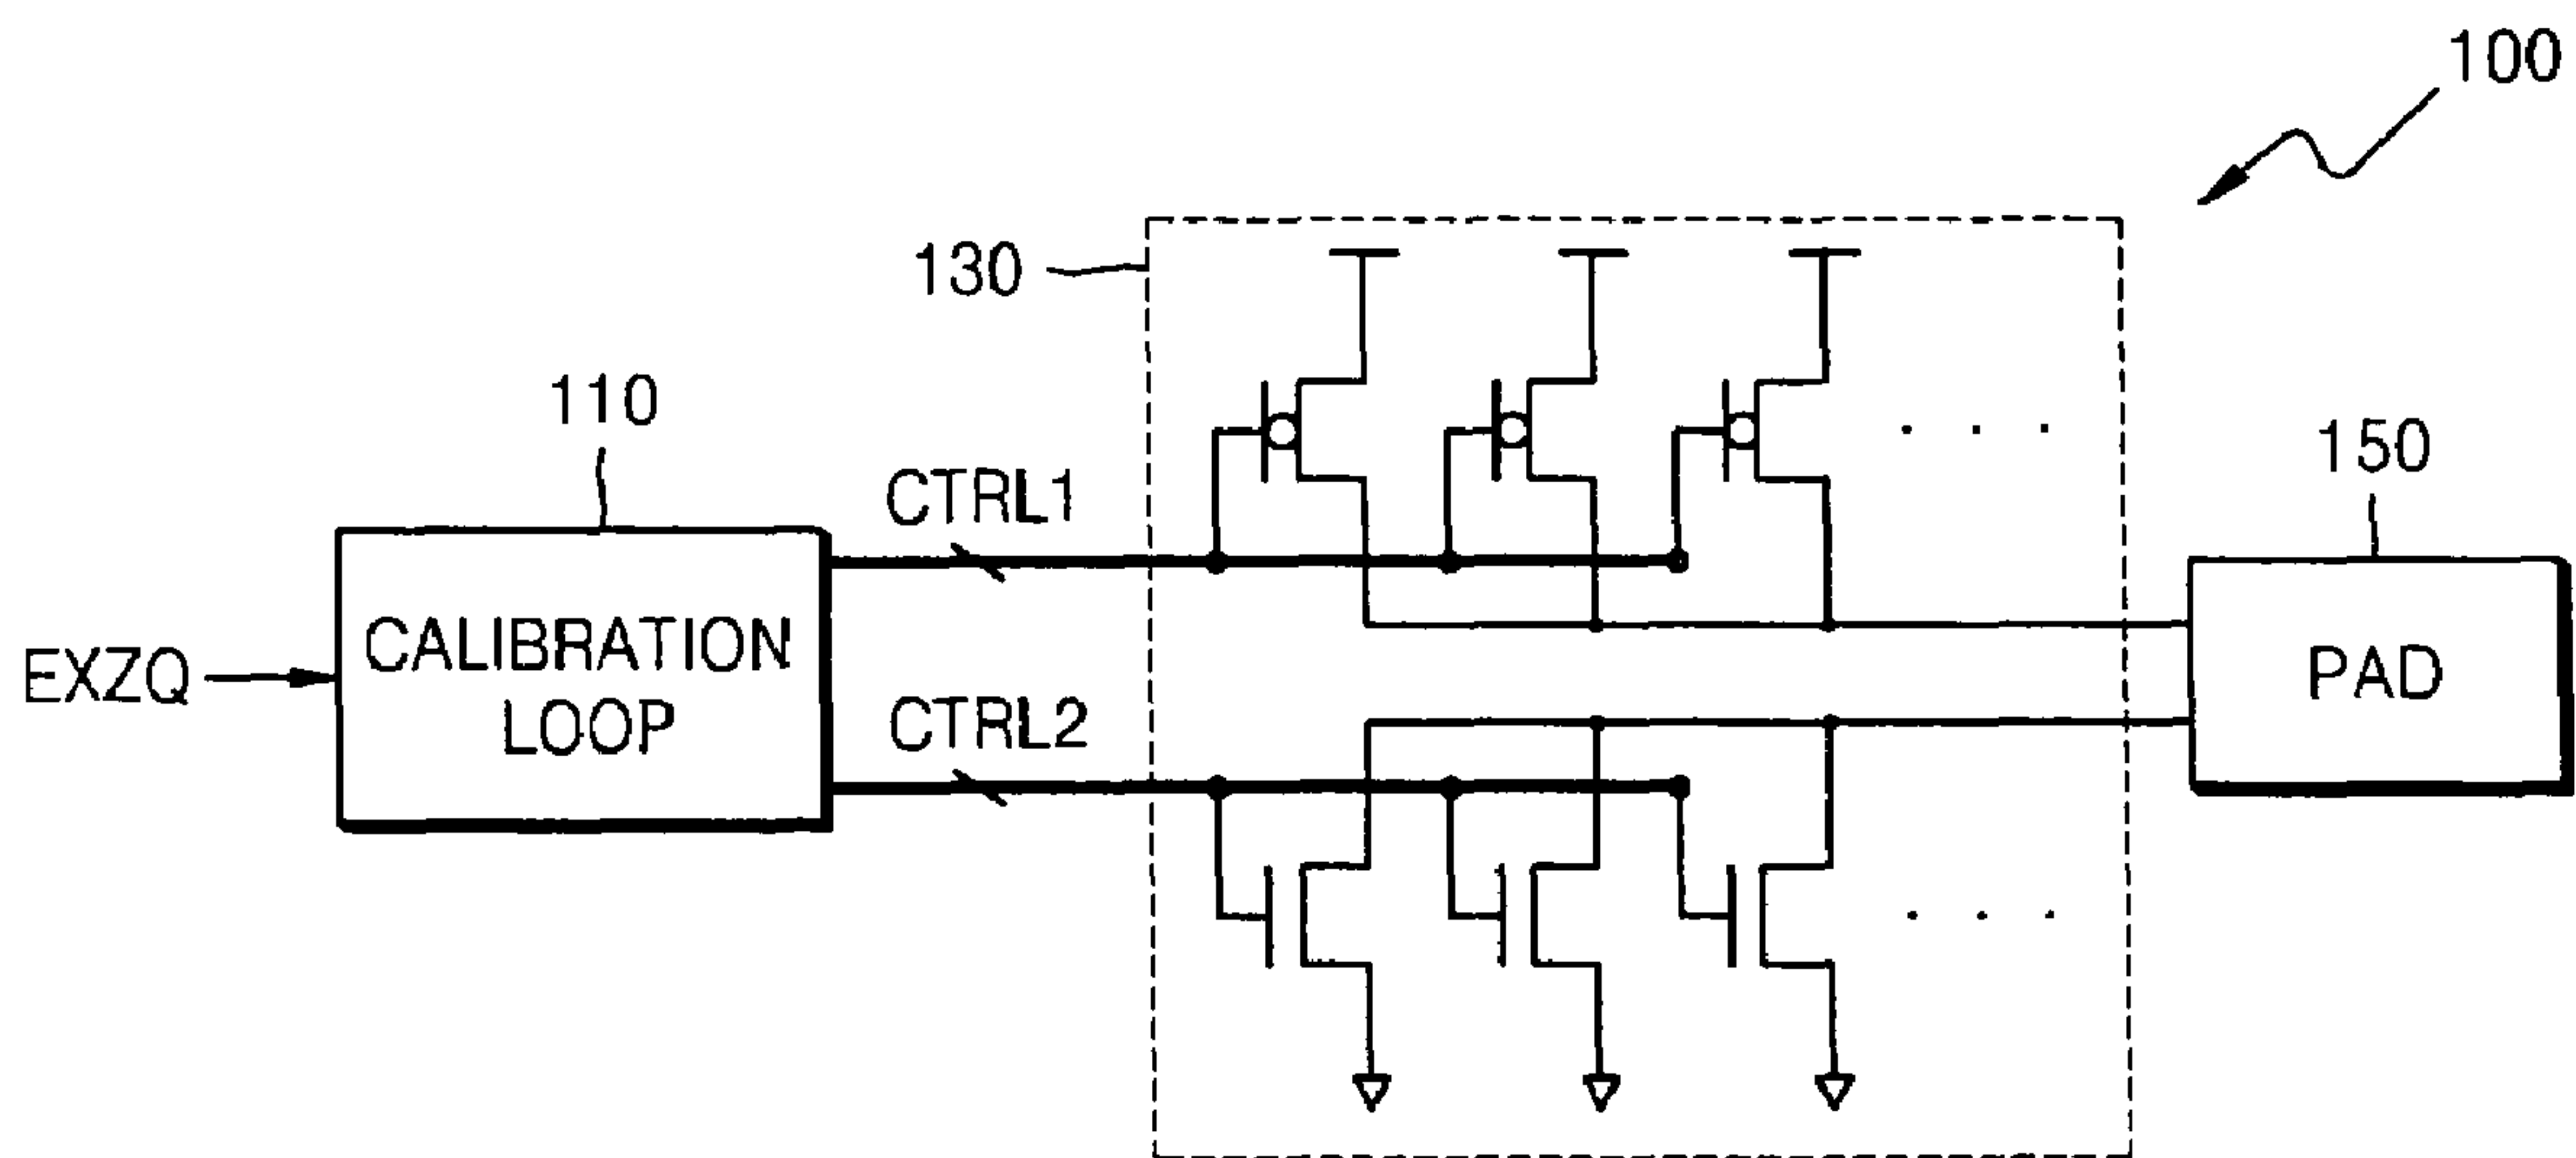 100
130
110
150
CTRL1
CALIBRATION
LOOP
EXZQ
PAD
CTRL2